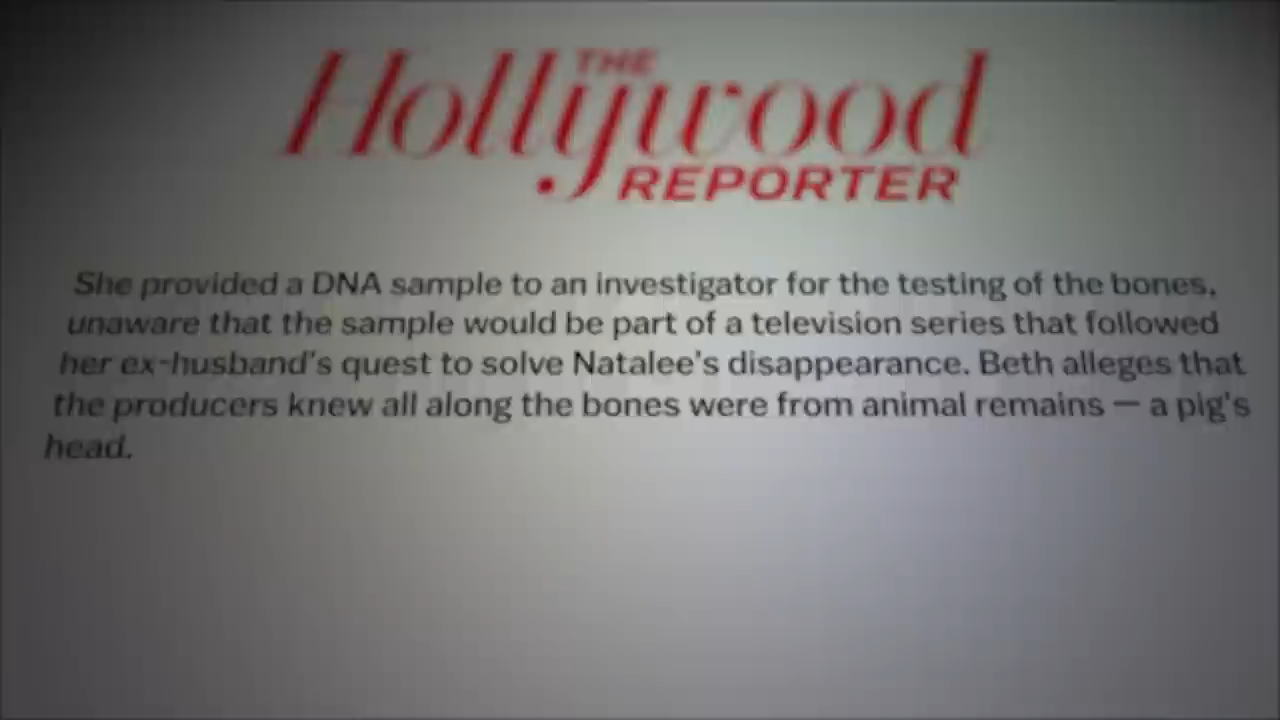 THE
Hollywood
REPORTER
She provided a DNA sample to an investigator for the testing of the bones,
unaware that the sample would be part of a television series that followed
her ex-husband's quest to solve Natalee's disappearance. Beth alleges that
the producers knew all along the bones were from animal remains — a pig's
head.